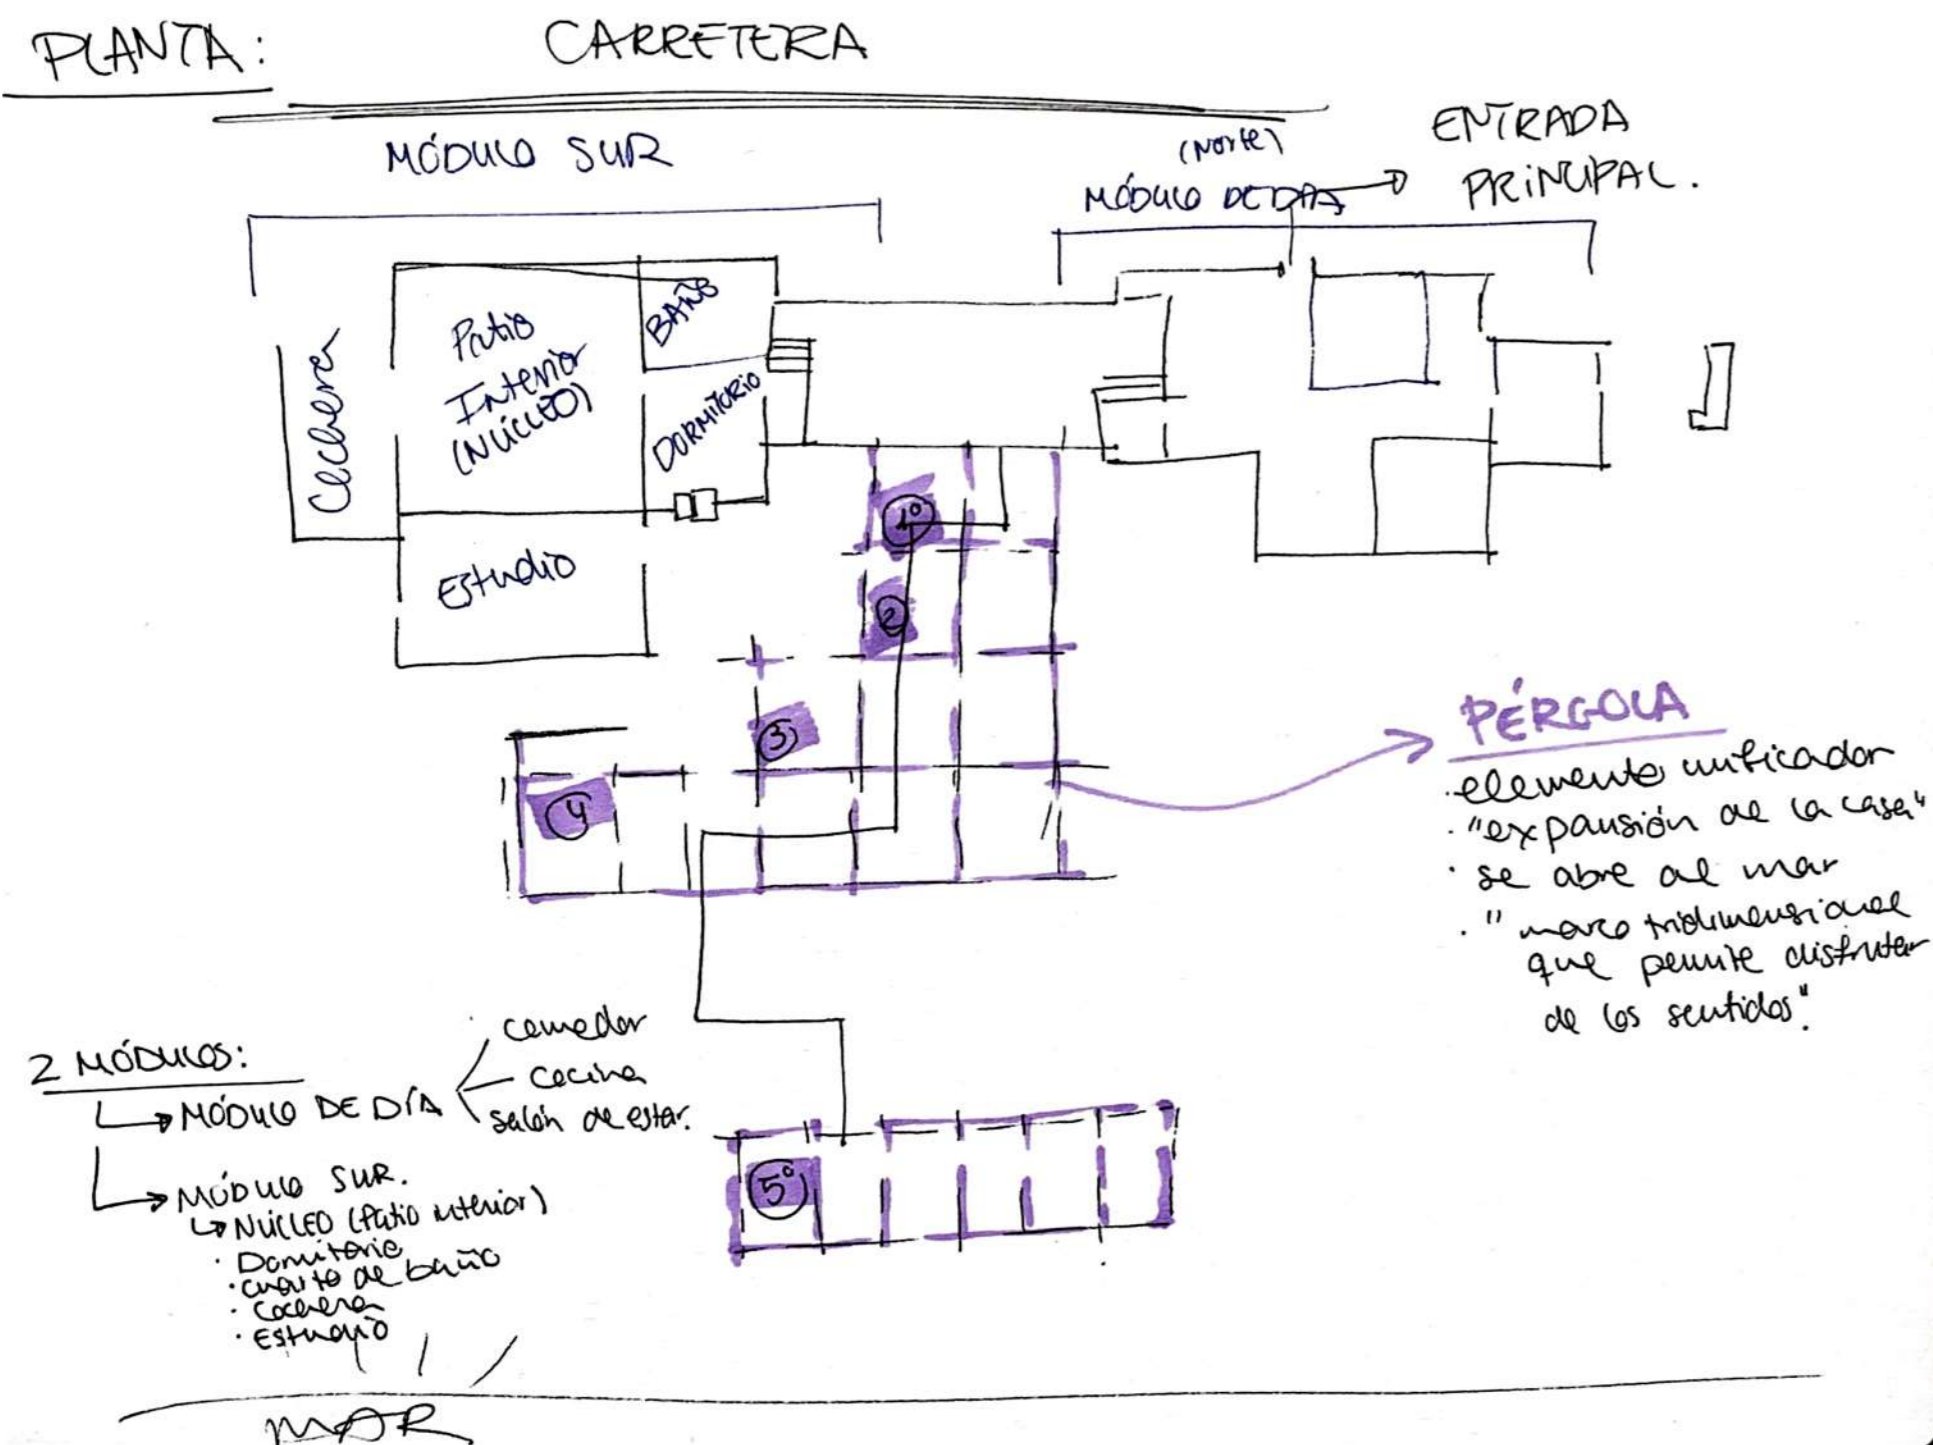 PLANTA:
CARRETERA
MÓDULO SUR
(Norte)
MÓDULO DE DÍA
ENTRADA
PRINCIPAL.
Cochera
Patio
Interior
(NÚCLEO)
BAÑO
DORMITORIO
Estudio
1º
2
3
4
5º
PÉRGOLA
· elemento unificador
· "expansión de la casa"
· se abre al mar
· "marco tridimensional
que permite disfrutar
de los sentidos".
2 MÓDULOS:
MÓDULO DE DÍA
comedor
cocina
salón de estar.
MÓDULO SUR.
NÚCLEO (Patio interior)
· Dormitorio
· cuarto de baño
· Cochera
· Estudio
MAR